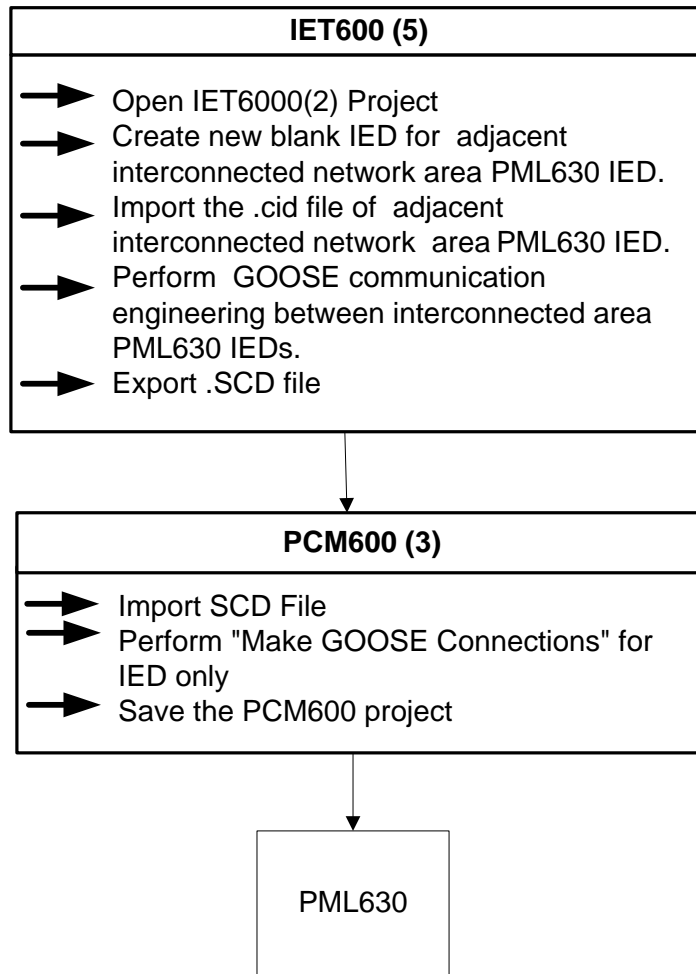 IET600 (5)
Open IET6000(2) Project
Create new blank IED for adjacent
interconnected network area PML630 IED.
Import the .cid file of adjacent
interconnected network area PML630 IED.
Perform GOOSE communication
engineering between interconnected area
PML630 IEDs.
Export .SCD file
PCM600 (3)
Import SCD File
Perform "Make GOOSE Connections" for
IED only
Save the PCM600 project
PML630